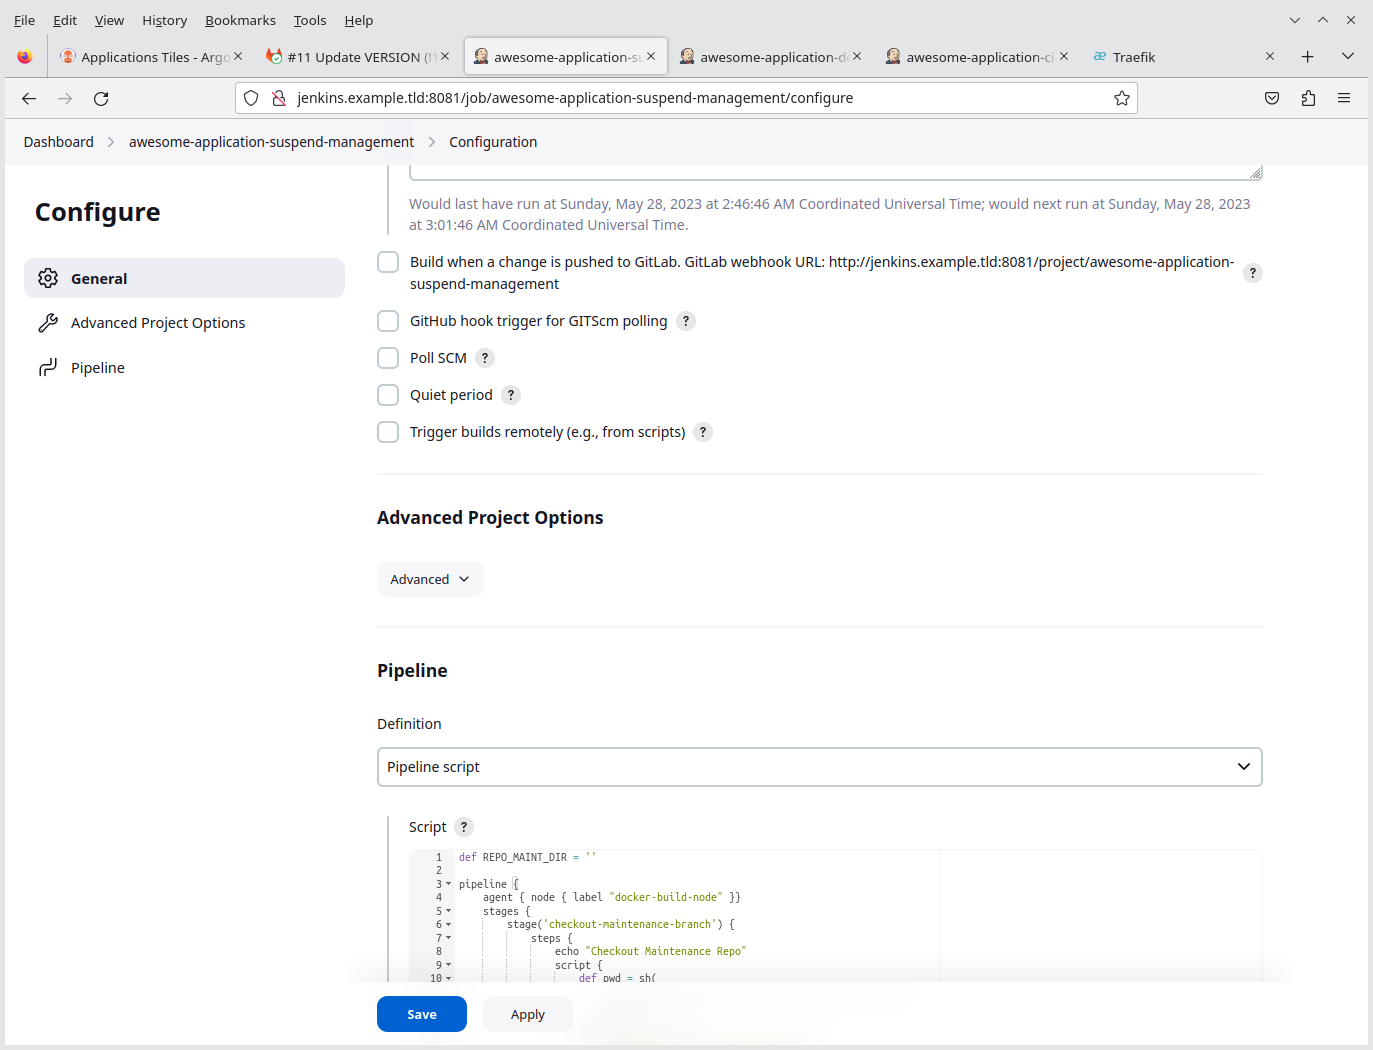 File Edit View History Bookmarks Tools Help
Applications Tiles - Argo #11 Update VERSION (!1 awesome-application-su awesome-application-de awesome-application-ci Traefik
jenkins.example.tld:8081/job/awesome-application-suspend-management/configure
Dashboard awesome-application-suspend-management Configuration
Configure
General
Advanced Project Options
Pipeline
Would last have run at Sunday, May 28, 2023 at 2:46:46 AM Coordinated Universal Time; would next run at Sunday, May 28, 2023
at 3:01:46 AM Coordinated Universal Time.
Build when a change is pushed to GitLab. GitLab webhook URL: http://jenkins.example.tld:8081/project/awesome-application-
suspend-management ?
GitHub hook trigger for GITScm polling ?
Poll SCM ?
Quiet period ?
Trigger builds remotely (e.g., from scripts) ?
Advanced Project Options
Advanced
Pipeline
Definition
Pipeline script
Script ?
1 def REPO_MAINT_DIR = ''
2
3 pipeline {
4 agent { node { label "docker-build-node" }}
5 stages {
6 stage('checkout-maintenance-branch') {
7 steps {
8 echo "Checkout Maintenance Repo"
9 script {
10 def pwd = sh(
Save Apply